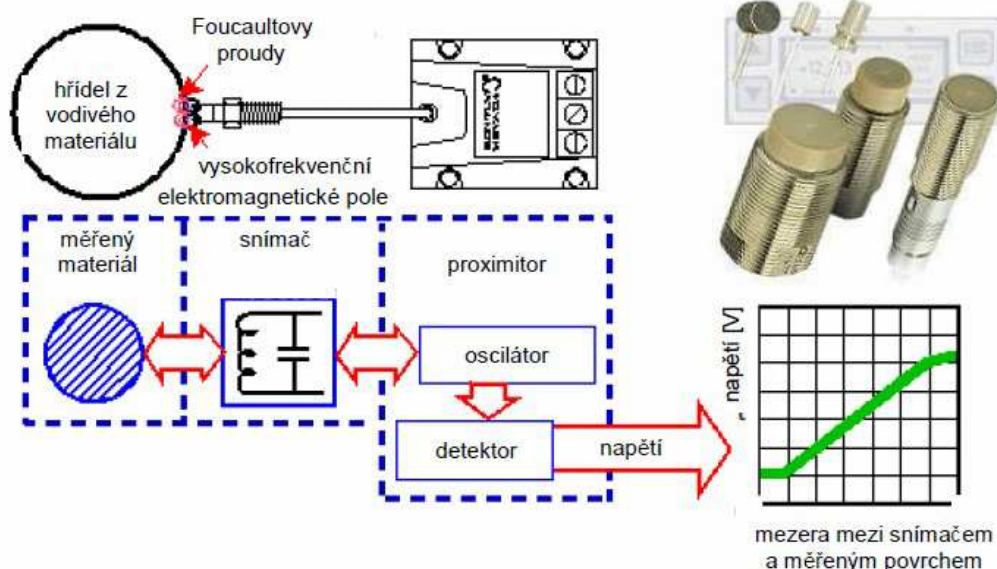 Foucaultovy
proudy
hřídel z
vodivého
materiálu
vysokofrekvenční
elektromagnetické pole
měřený
materiál
snímač
proximitor
oscilátor
detektor
napětí
napětí [V]
mezera mezi snímačem
a měřeným povrchem